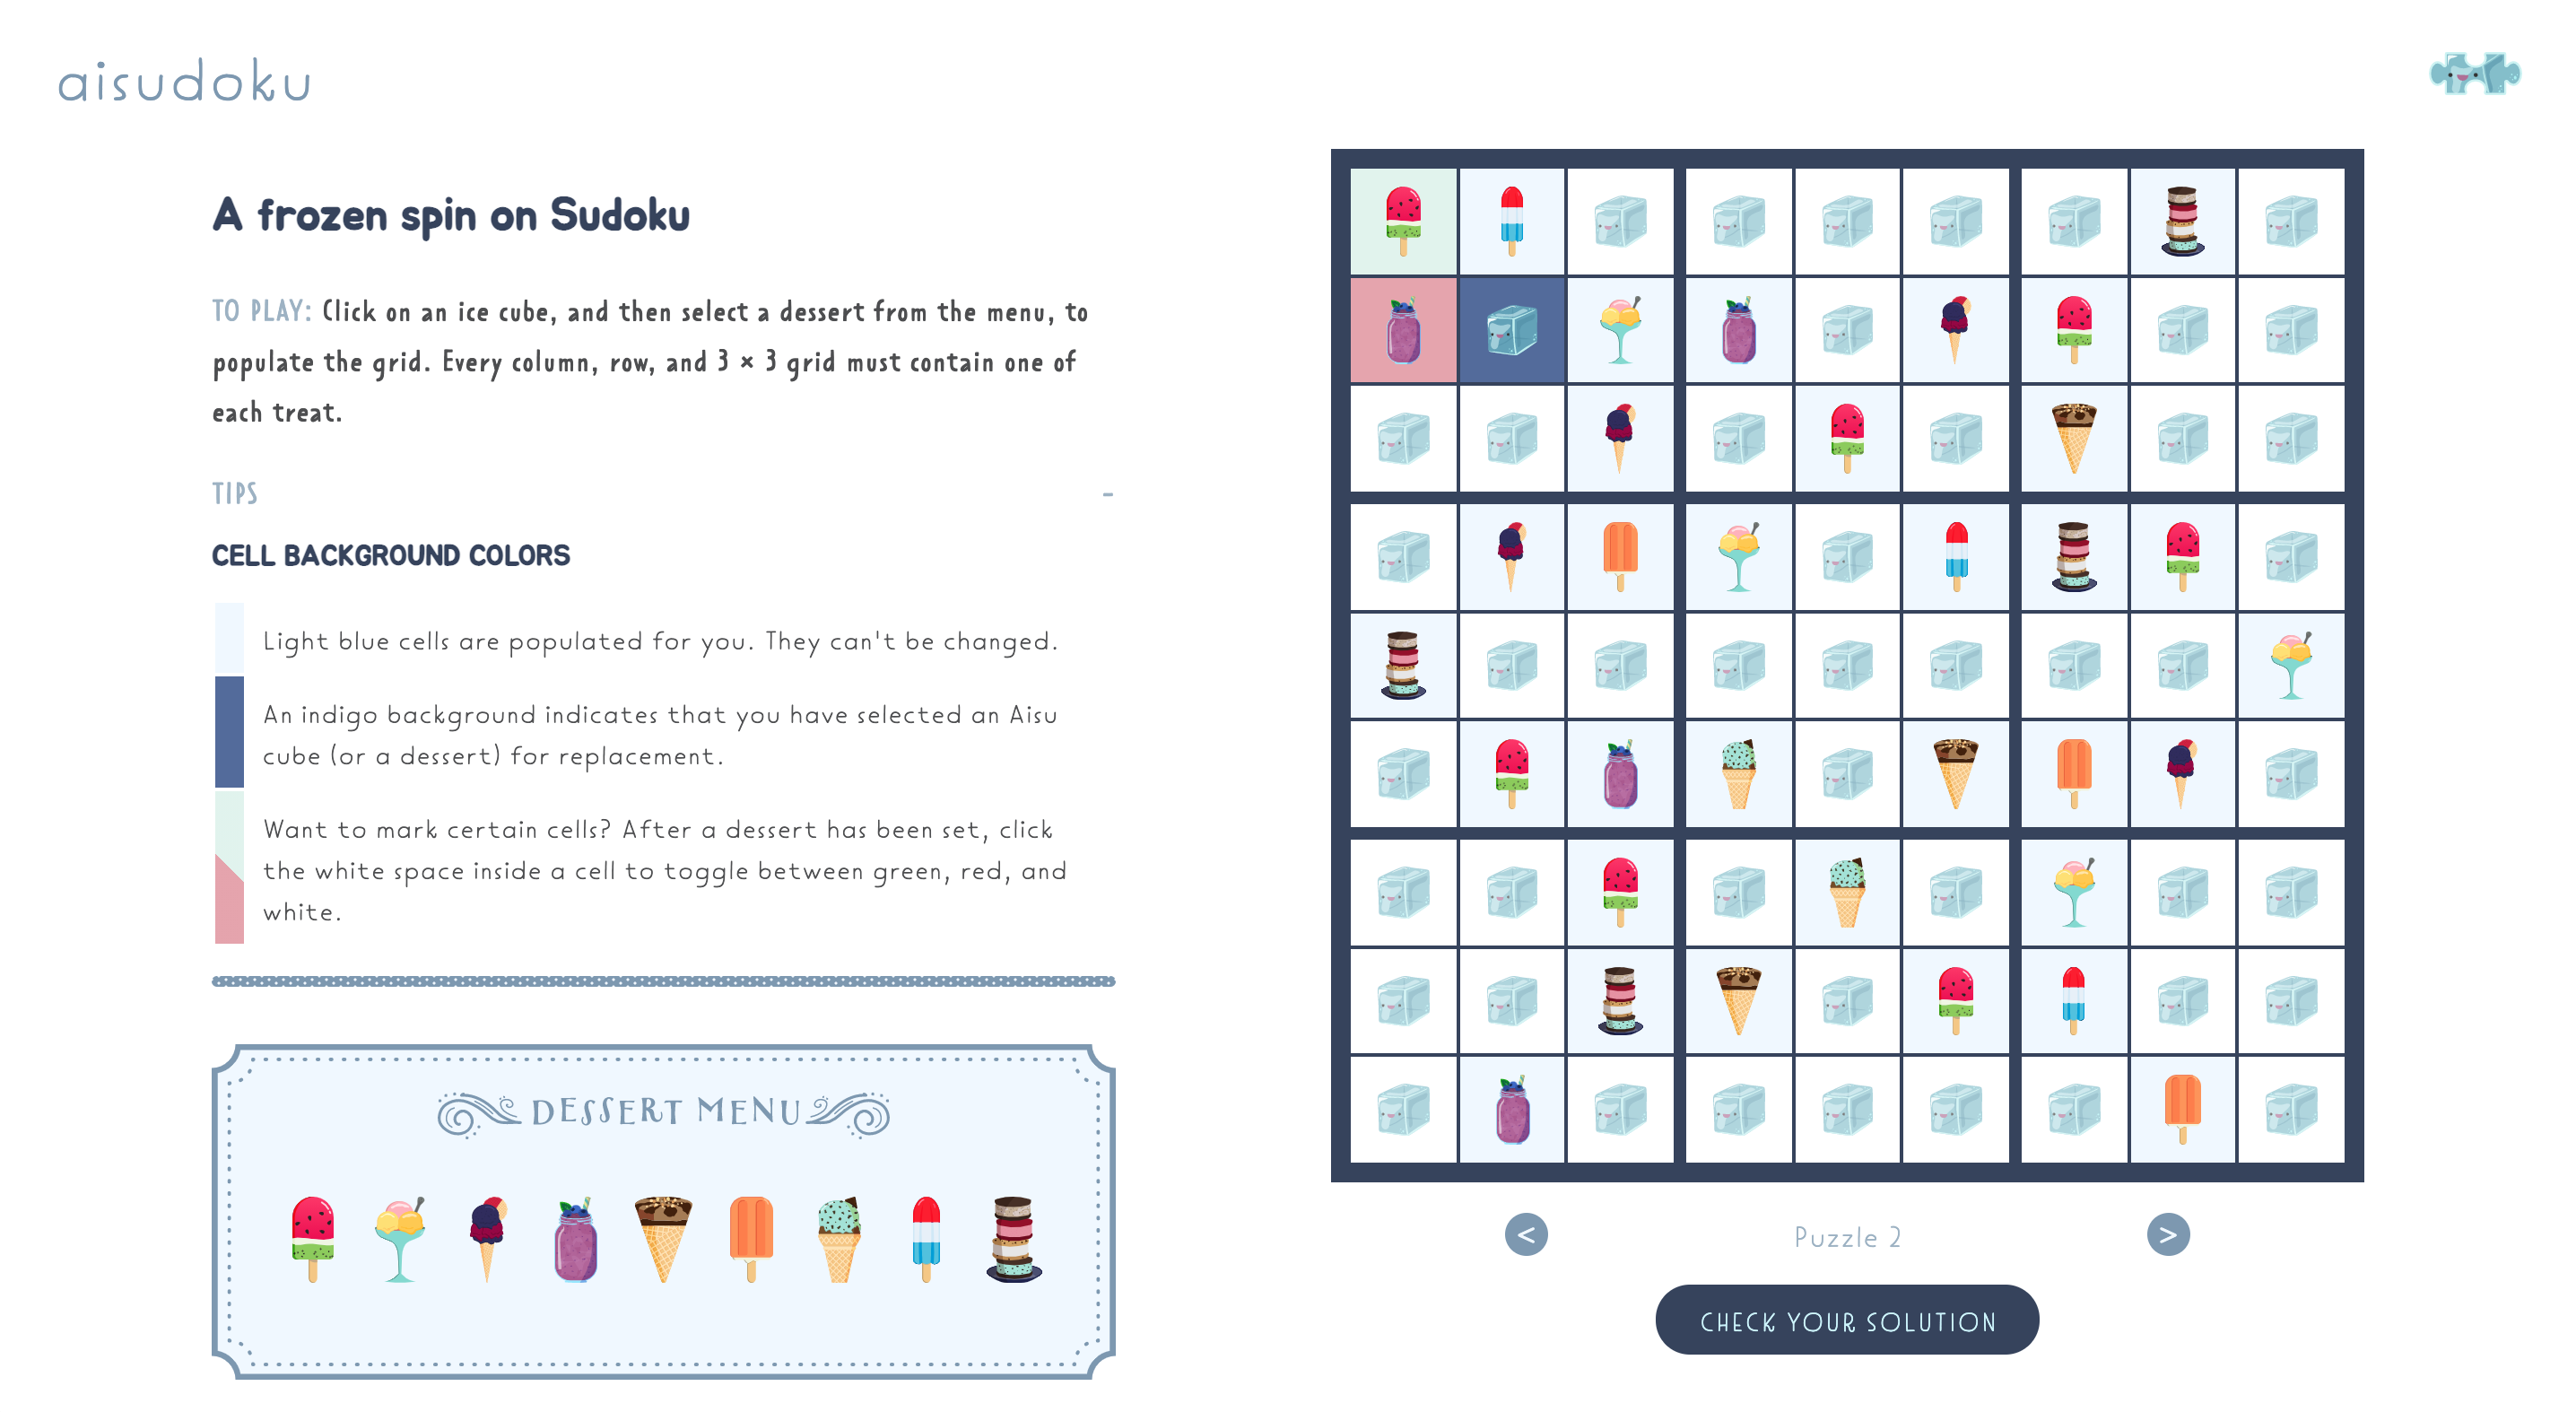 aisudoku
A frozen spin on Sudoku
TO PLAY: Click on an ice cube, and then select a dessert from the menu, to
populate the grid. Every column, row, and 3 × 3 grid must contain one of
each treat.
TIPS -
CELL BACKGROUND COLORS
Light blue cells are populated for you. They can't be changed.
An indigo background indicates that you have selected an Aisu
cube (or a dessert) for replacement.
Want to mark certain cells? After a dessert has been set, click
the white space inside a cell to toggle between green, red, and
white.
DESSERT MENU
< Puzzle 2 >
CHECK YOUR SOLUTION